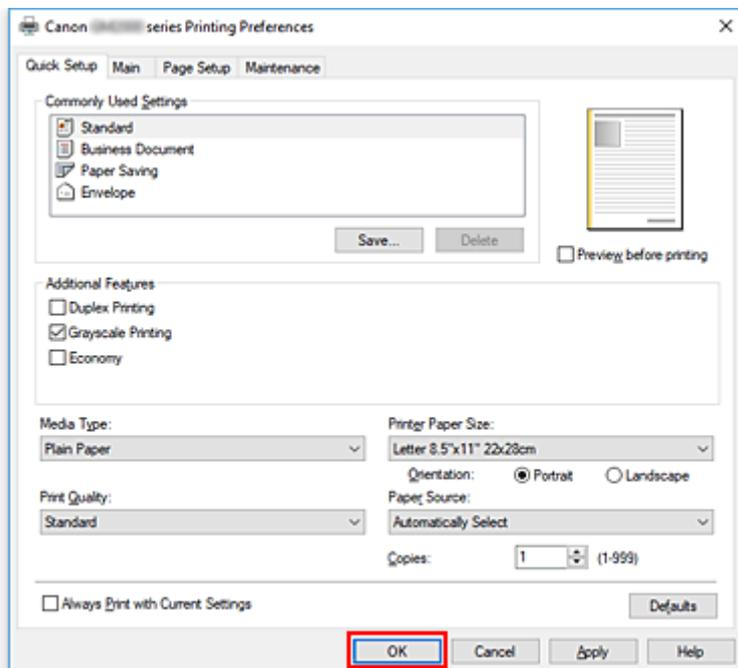 Canon series Printing Preferences
Quick Setup Main Page Setup Maintenance
Commonly Used Settings
Standard
Business Document
Paper Saving
Envelope
Save... Delete
Preview before printing
Additional Features
Duplex Printing
Grayscale Printing
Economy
Media Type:
Plain Paper
Printer Paper Size:
Letter 8.5"x11" 22x28cm
Orientation: Portrait Landscape
Print Quality:
Standard
Paper Source:
Automatically Select
Copies: 1 (1-999)
Always Print with Current Settings
Defaults
OK Cancel Apply Help